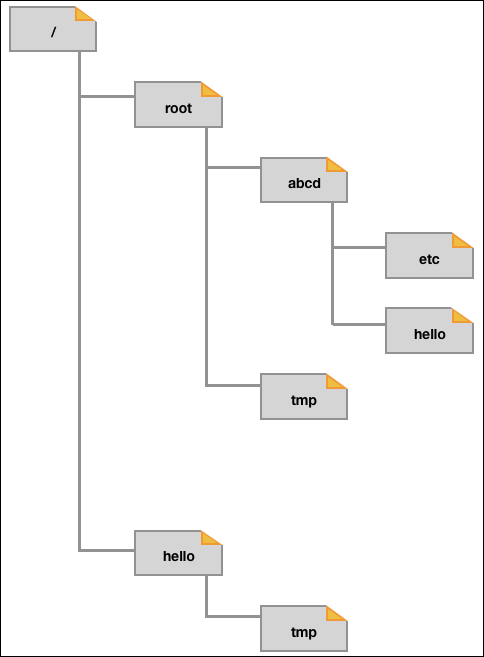 /
root
abcd
etc
hello
tmp
hello
tmp